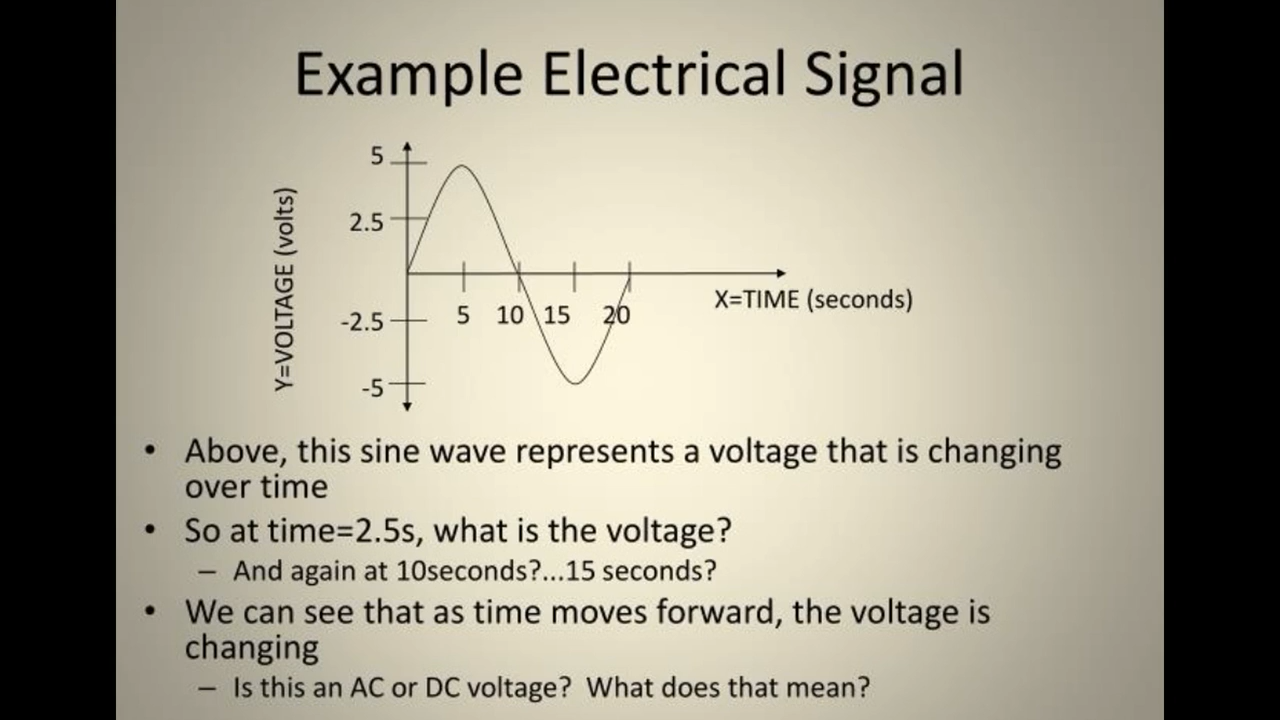 Example Electrical Signal
5
2.5
-2.5
-5
Y=VOLTAGE (volts)
5 10 15 20
X=TIME (seconds)
• Above, this sine wave represents a voltage that is changing
over time
• So at time=2.5s, what is the voltage?
– And again at 10seconds?...15 seconds?
• We can see that as time moves forward, the voltage is
changing
– Is this an AC or DC voltage?  What does that mean?